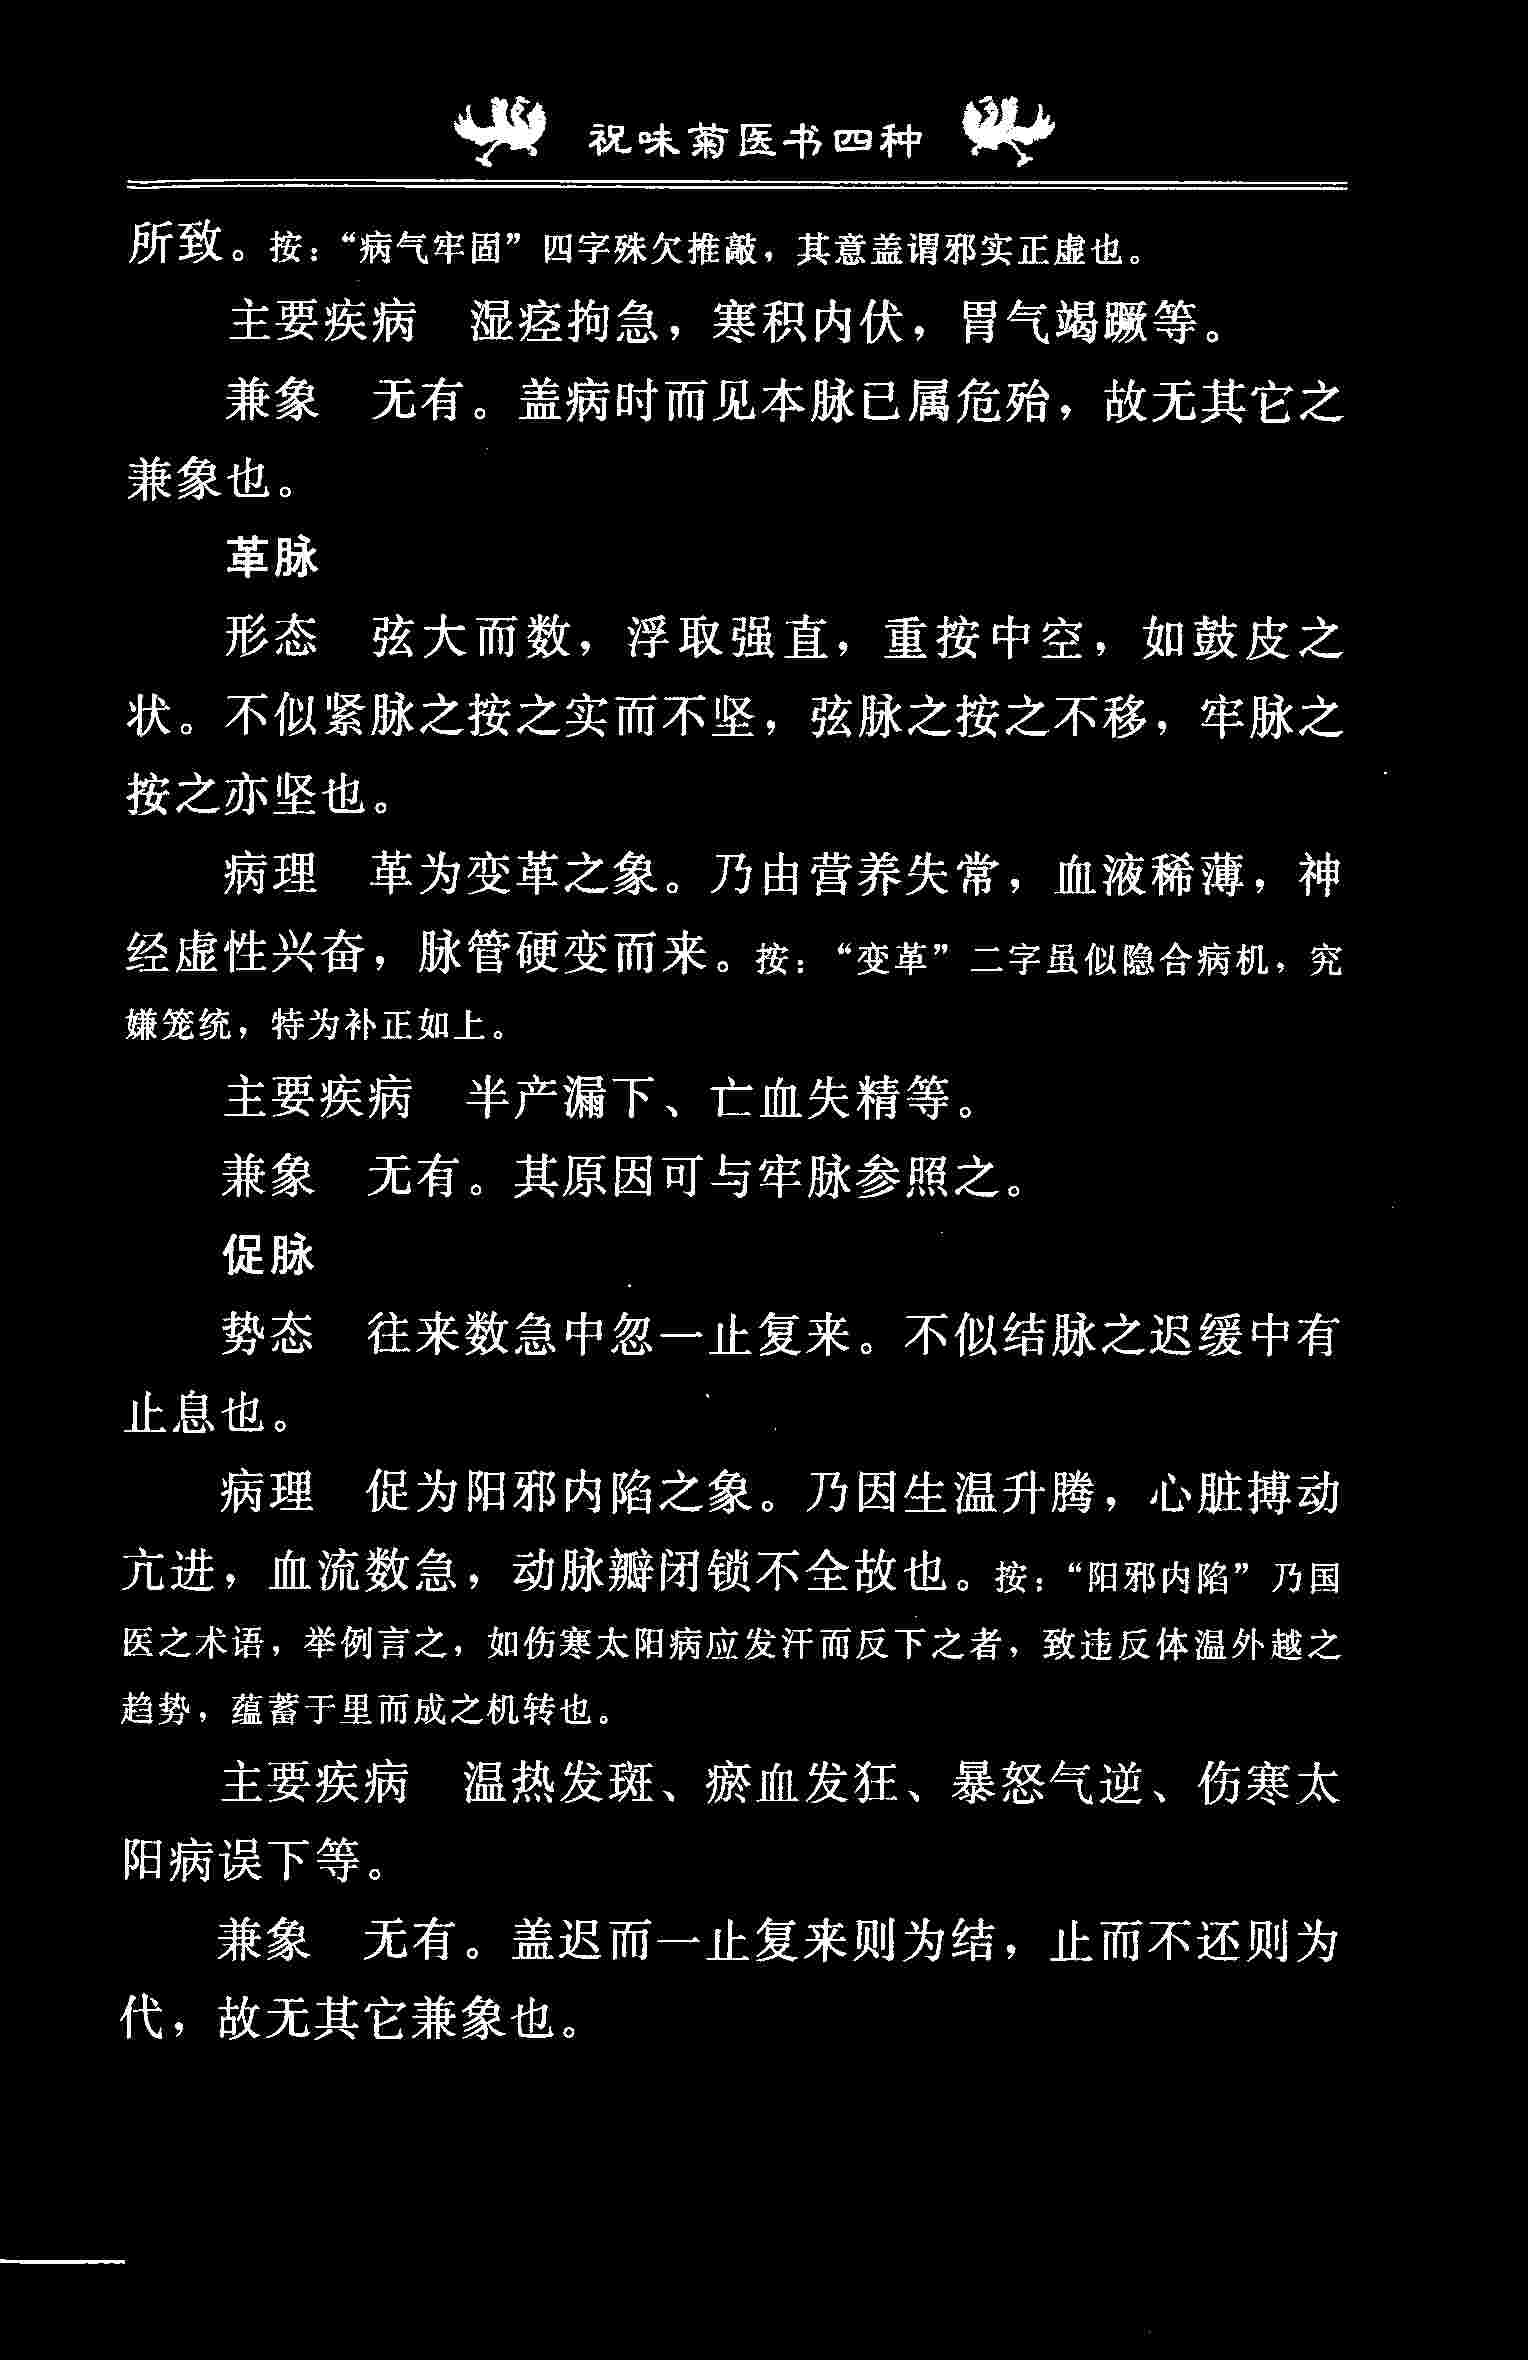 祝味菊医书四种
所致。按：“病气牢固”四字殊欠推敲，其意盖谓邪实正虚也。
主要疾病　湿痉拘急，寒积内伏，胃气竭蹶等。
兼象　无有。盖病时而见本脉已属危殆，故无其它之
兼象也。
革脉
形态　弦大而数，浮取强直，重按中空，如鼓皮之
状。不似紧脉之按之实而不坚，弦脉之按之不移，牢脉之
按之亦坚也。
病理　革为变革之象。乃由营养失常，血液稀薄，神
经虚性兴奋，脉管硬变而来。按：“变革”二字虽似隐合病机，究
嫌笼统，特为补正如上。
主要疾病　半产漏下、亡血失精等。
兼象　无有。其原因可与牢脉参照之。
促脉
势态　往来数急中忽一止复来。不似结脉之迟缓中有
止息也。
病理　促为阳邪内陷之象。乃因生温升腾，心脏搏动
亢进，血流数急，动脉瓣闭锁不全故也。按：“阳邪内陷”乃国
医之术语，举例言之，如伤寒太阳病应发汗而反下之者，致违反体温外越之
趋势，蕴蓄于里而成之机转也。
主要疾病　温热发斑、瘀血发狂、暴怒气逆、伤寒太
阳病误下等。
兼象　无有。盖迟而一止复来则为结，止而不还则为
代，故无其它兼象也。